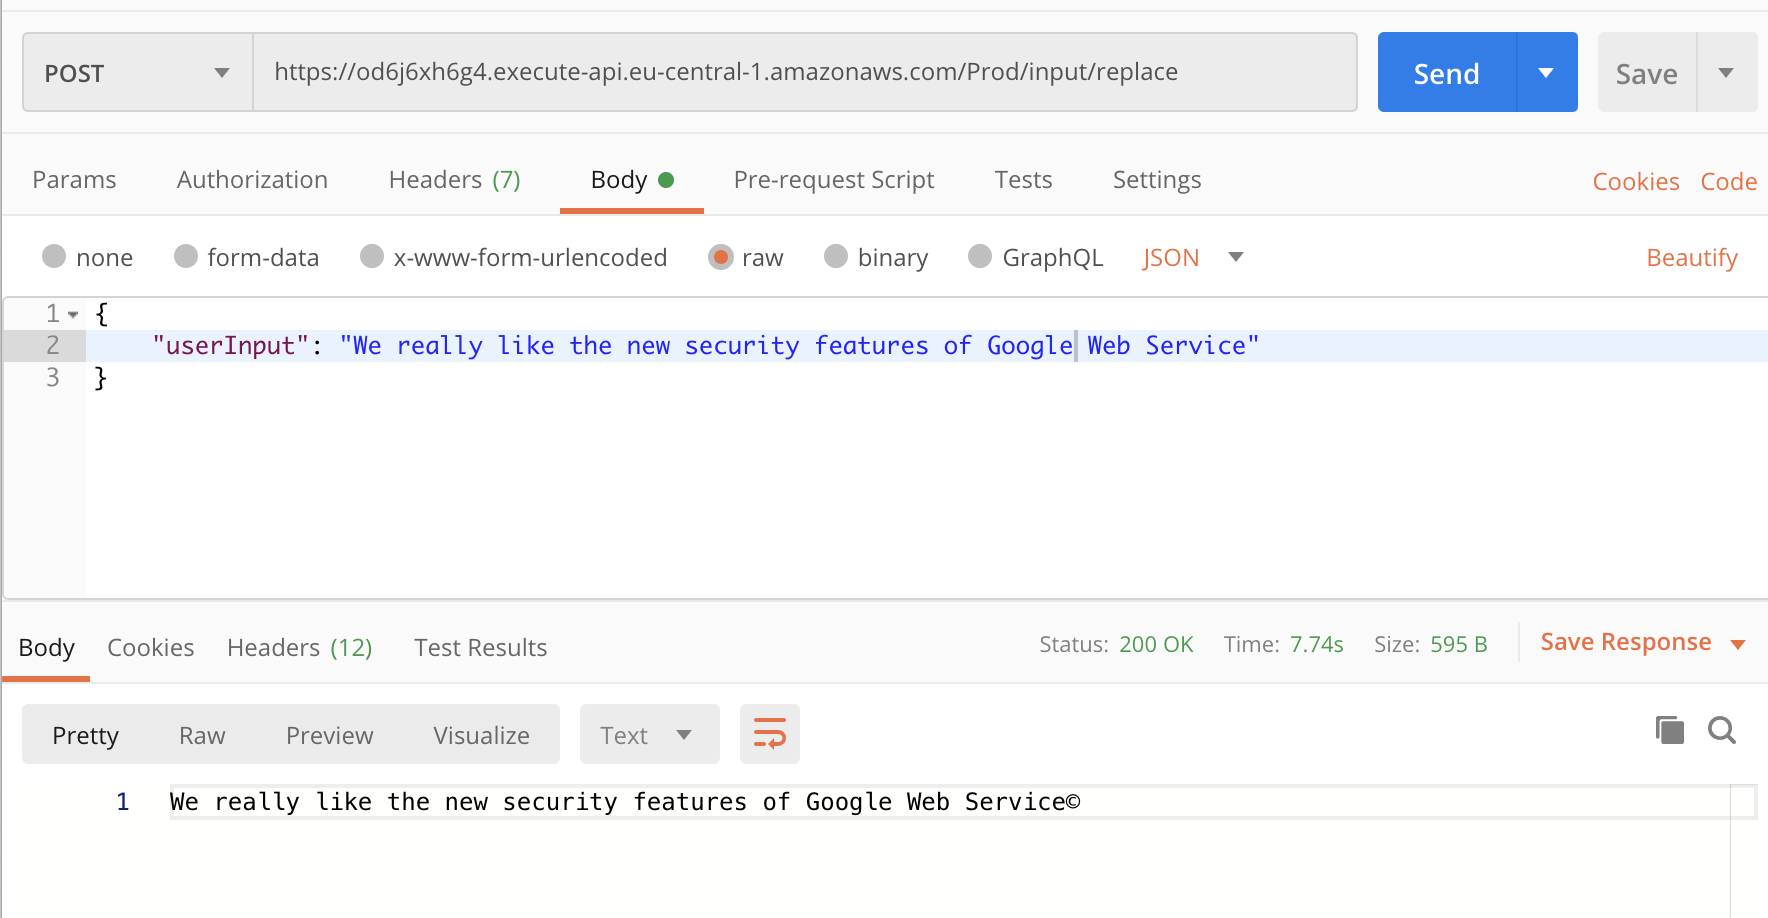 POST https://od6j6xh6g4.execute-api.eu-central-1.amazonaws.com/Prod/input/replace Send Save
Params Authorization Headers (7) Body Pre-request Script Tests Settings Cookies Code
none form-data x-www-form-urlencoded raw binary GraphQL JSON Beautify
1 {
2 "userInput": "We really like the new security features of Google Web Service"
3 }
Body Cookies Headers (12) Test Results Status: 200 OK Time: 7.74s Size: 595 B Save Response
Pretty Raw Preview Visualize Text
1 We really like the new security features of Google Web Service©